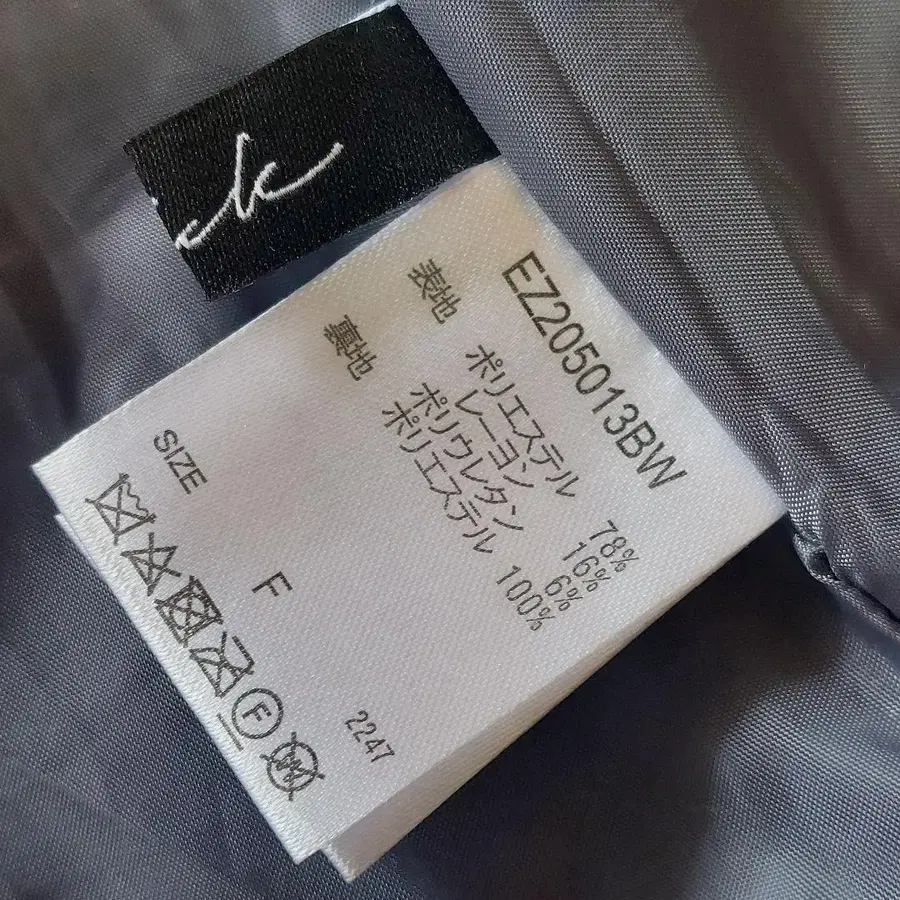 EZ205013BW
表地 ポリエステル 78%
レーヨン 16%
ポリウレタン 6%
裏地 ポリエステル 100%
SIZE F
2247
F
W